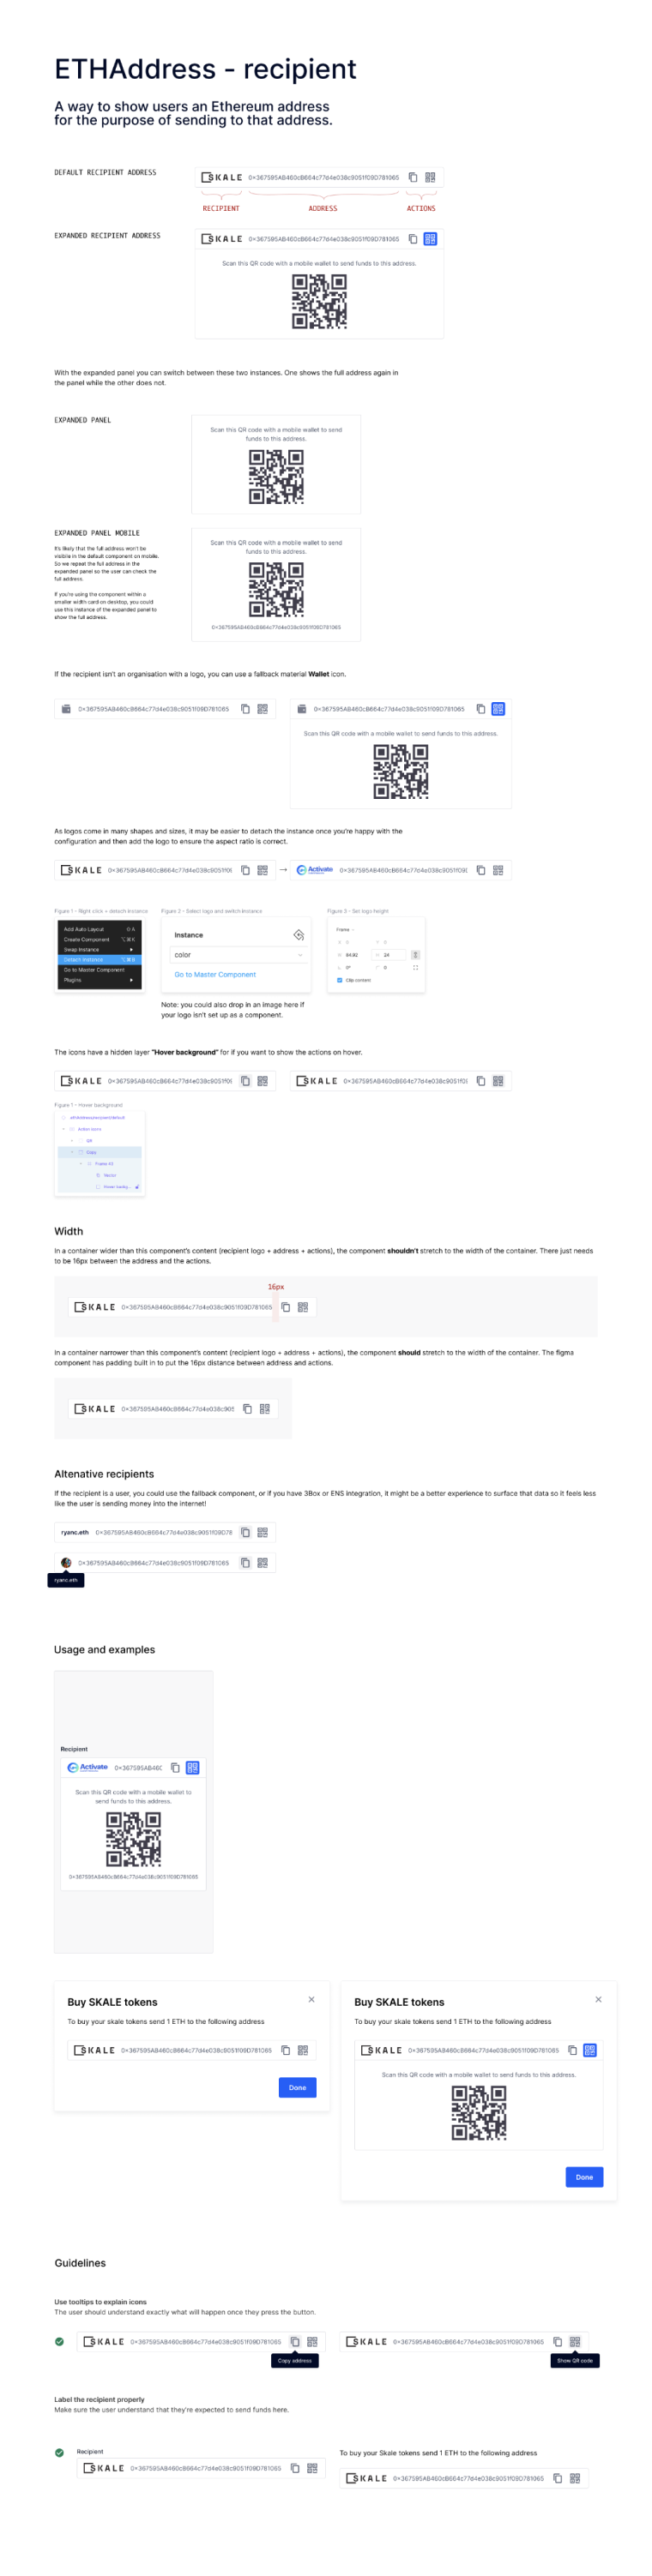 ETHAddress - recipient
A way to show users an Ethereum address
for the purpose of sending to that address.
DEFAULT RECIPIENT ADDRESS
SKALE 0×367595AB460cB664c77d4e038c9051f09D781065
RECIPIENT ADDRESS ACTIONS
EXPANDED RECIPIENT ADDRESS
SKALE 0×367595AB460cB664c77d4e038c9051f09D781065
Scan this QR code with a mobile wallet to send funds to this address.
With the expanded panel you can switch between these two instances. One shows the full address again in
the panel while the other does not.
EXPANDED PANEL
Scan this QR code with a mobile wallet to send
funds to this address.
EXPANDED PANEL MOBILE
It's likely that the full address won't be
visible in the default component on mobile.
So we repeat the full address in the
expanded panel so the user can check the
full address.
If you're using the component within a
smaller width card on desktop, you could
use this instance of the expanded panel to
show the full address.
Scan this QR code with a mobile wallet to send
funds to this address.
0×367595AB460cB664c77d4e038c9051f09D781065
If the recipient isn't an organisation with a logo, you can use a fallback material Wallet icon.
0×367595AB460cB664c77d4e038c9051f09D781065
0×367595AB460cB664c77d4e038c9051f09D781065
Scan this QR code with a mobile wallet to send funds to this address.
As logos come in many shapes and sizes, it may be easier to detach the instance once you're happy with the
configuration and then add the logo to ensure the aspect ratio is correct.
SKALE 0×367595AB460cB664c77d4e038c9051f0 → Activate 0×367595AB460cB664c77d4e038c9051f09
Figure 1 - Right click + detach instance
Add Auto Layout ⇧A
Create Component ⌥⌘K
Swap Instance ▸
Detach Instance ⌥⌘B
Go to Master Component
Plugins ▸
Figure 2 - Select logo and switch instance
Instance
color
Go to Master Component
Note: you could also drop in an image here if
your logo isn't set up as a component.
Figure 3 - Set logo height
Frame
X 0 Y 0
W 84.92 H 24
0° 0
Clip content
The icons have a hidden layer "Hover background" for if you want to show the actions on hover.
SKALE 0×367595AB460cB664c77d4e038c9051f0
SKALE 0×367595AB460cB664c77d4e038c9051f0
Figure 1 - Hover background
Action icons
QR
Copy
Vector
Width
In a container wider than this component's content (recipient logo + address + actions), the component shouldn't stretch to the width of the container. There just needs
to be 16px between the address and the actions.
16px
SKALE 0×367595AB460cB664c77d4e038c9051f09D781065
In a container narrower than this component's content (recipient logo + address + actions), the component should stretch to the width of the container. The figma
component has padding built in to put the 16px distance between address and actions.
SKALE 0×367595AB460cB664c77d4e038c905
Altenative recipients
If the recipient is a user, you could use the fallback component, or if you have 3Box or ENS integration, it might be a better experience to surface that data so it feels less
like the user is sending money into the internet!
ryanc.eth 0×367595AB460cB664c77d4e038c9051f09D78
0×367595AB460cB664c77d4e038c9051f09D781065
ryanc.eth
Usage and examples
Recipient
Activate 0×367595AB460c
Scan this QR code with a mobile wallet to
send funds to this address.
0×367595AB460cB664c77d4e038c9051f09D781065
Buy SKALE tokens
To buy your skale tokens send 1 ETH to the following address
SKALE 0×367595AB460cB664c77d4e038c9051f09D781065
Done
Buy SKALE tokens
To buy your skale tokens send 1 ETH to the following address
SKALE 0×367595AB460cB664c77d4e038c9051f09D781065
Scan this QR code with a mobile wallet to send funds to this address.
Done
Guidelines
Use tooltips to explain icons
The user should understand exactly what will happen once they press the button.
SKALE 0×367595AB460cB664c77d4e038c9051f09D781065
Copy address
SKALE 0×367595AB460cB664c77d4e038c9051f09D781065
Show QR code
Label the recipient properly
Make sure the user understand that they're expected to send funds here.
Recipient
SKALE 0×367595AB460cB664c77d4e038c9051f09D781065
To buy your Skale tokens send 1 ETH to the following address
SKALE 0×367595AB460cB664c77d4e038c9051f09D781065